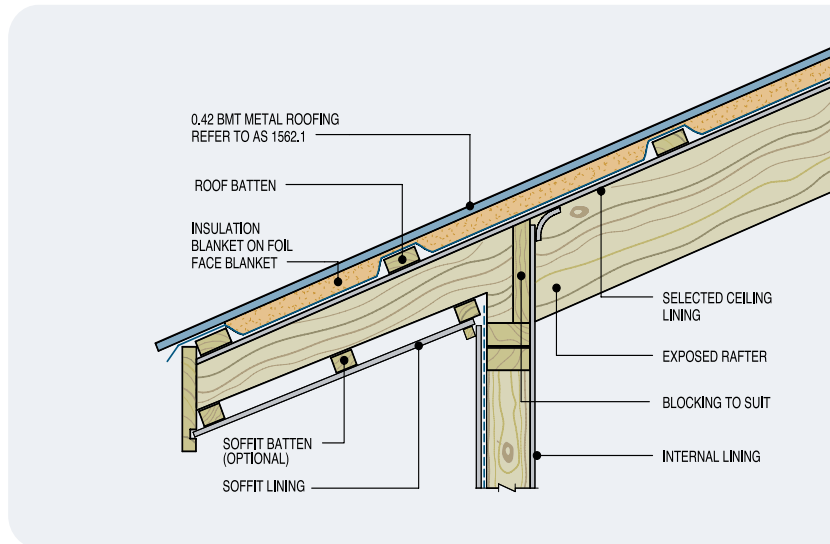 0.42 BMT METAL ROOFING
REFER TO AS 1562.1
ROOF BATTEN
INSULATION
BLANKET ON FOIL
FACE BLANKET
SELECTED CEILING
LINING
EXPOSED RAFTER
BLOCKING TO SUIT
SOFFIT BATTEN
(OPTIONAL)
INTERNAL LINING
SOFFIT LINING